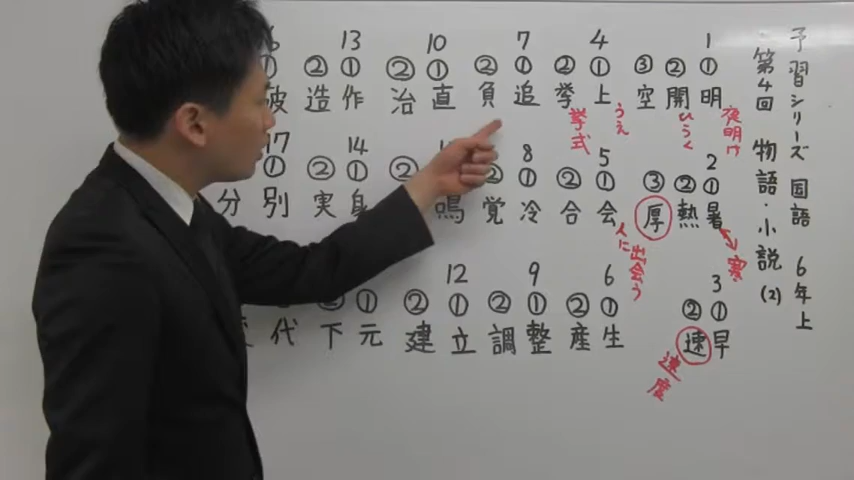 予習シリーズ 国語 6年上
第4回 物語・小説(2)
1
①明 夜明け
②開 ひらく
③空
2
①暑 ↔ 寒
②熱
③厚
3
①早
②速 速度
4
①上 うえ
②挙 挙式
5
①会 人に出会う
②合
6
①生
②産
7
①追
②負
8
①冷
②覚
9
①整
②調
10
①直
②治
鳴
12
①立
②建
13
①作
②造
14
①身
②実
①元
②下
①破
17
①別
分
代